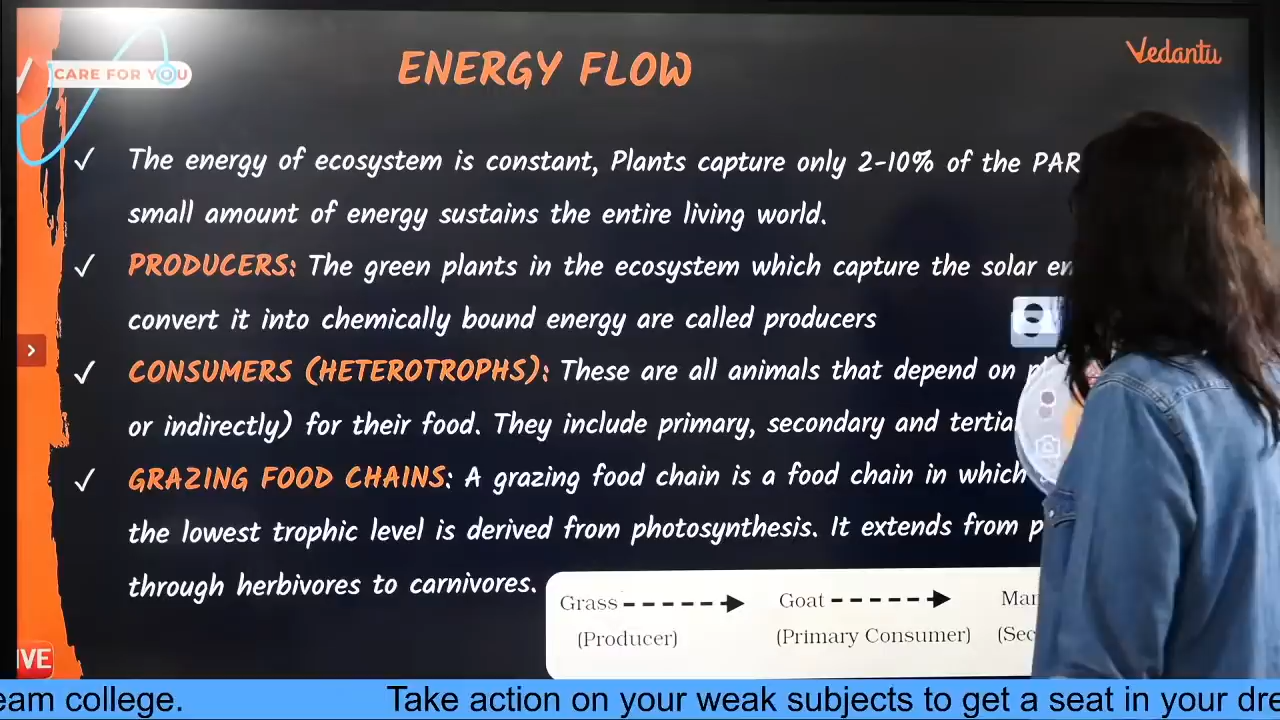 CARE FOR YOU
ENERGY FLOW
Vedantu
✓ The energy of ecosystem is constant, Plants capture only 2-10% of the PAR
small amount of energy sustains the entire living world.
✓ PRODUCERS: The green plants in the ecosystem which capture the solar
convert it into chemically bound energy are called producers
✓ CONSUMERS (HETEROTROPHS): These are all animals that depend on
or indirectly) for their food. They include primary, secondary and
✓ GRAZING FOOD CHAINS: A grazing food chain is a food chain in which
the lowest trophic level is derived from photosynthesis. It extends from
through herbivores to carnivores.
Grass Goat
(Producer) (Primary Consumer)
eam college. Take action on your weak subjects to get a seat in your dre